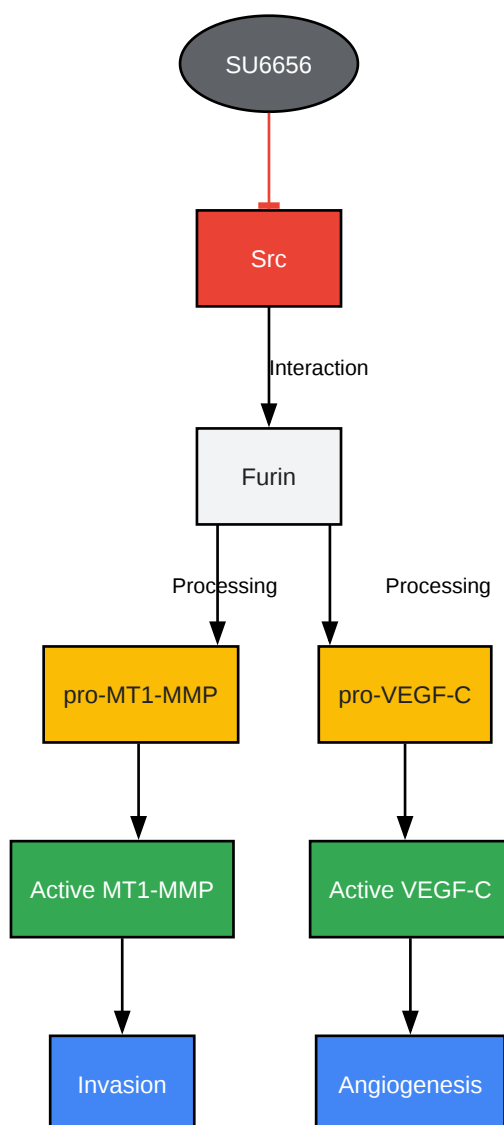 SU6656
Src
Interaction
Furin
Processing
Processing
pro-MT1-MMP
pro-VEGF-C
Active MT1-MMP
Active VEGF-C
Invasion
Angiogenesis